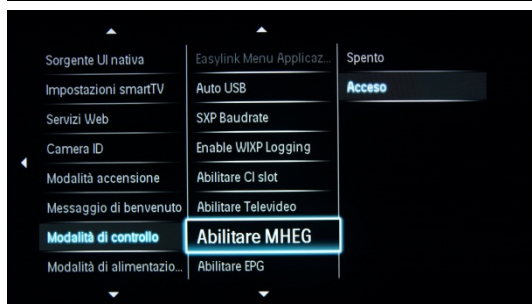 Sorgente UI nativa
Impostazioni smartTV
Servizi Web
Camera ID
Modalità accensione
Messaggio di benvenuto
Modalità di controllo
Modalità di alimentazio...
Easylink Menu Applicaz...
Auto USB
SXP Baudrate
Enable WIXP Logging
Abilitare CI slot
Abilitare Televideo
Abilitare MHEG
Abilitare EPG
Spento
Acceso